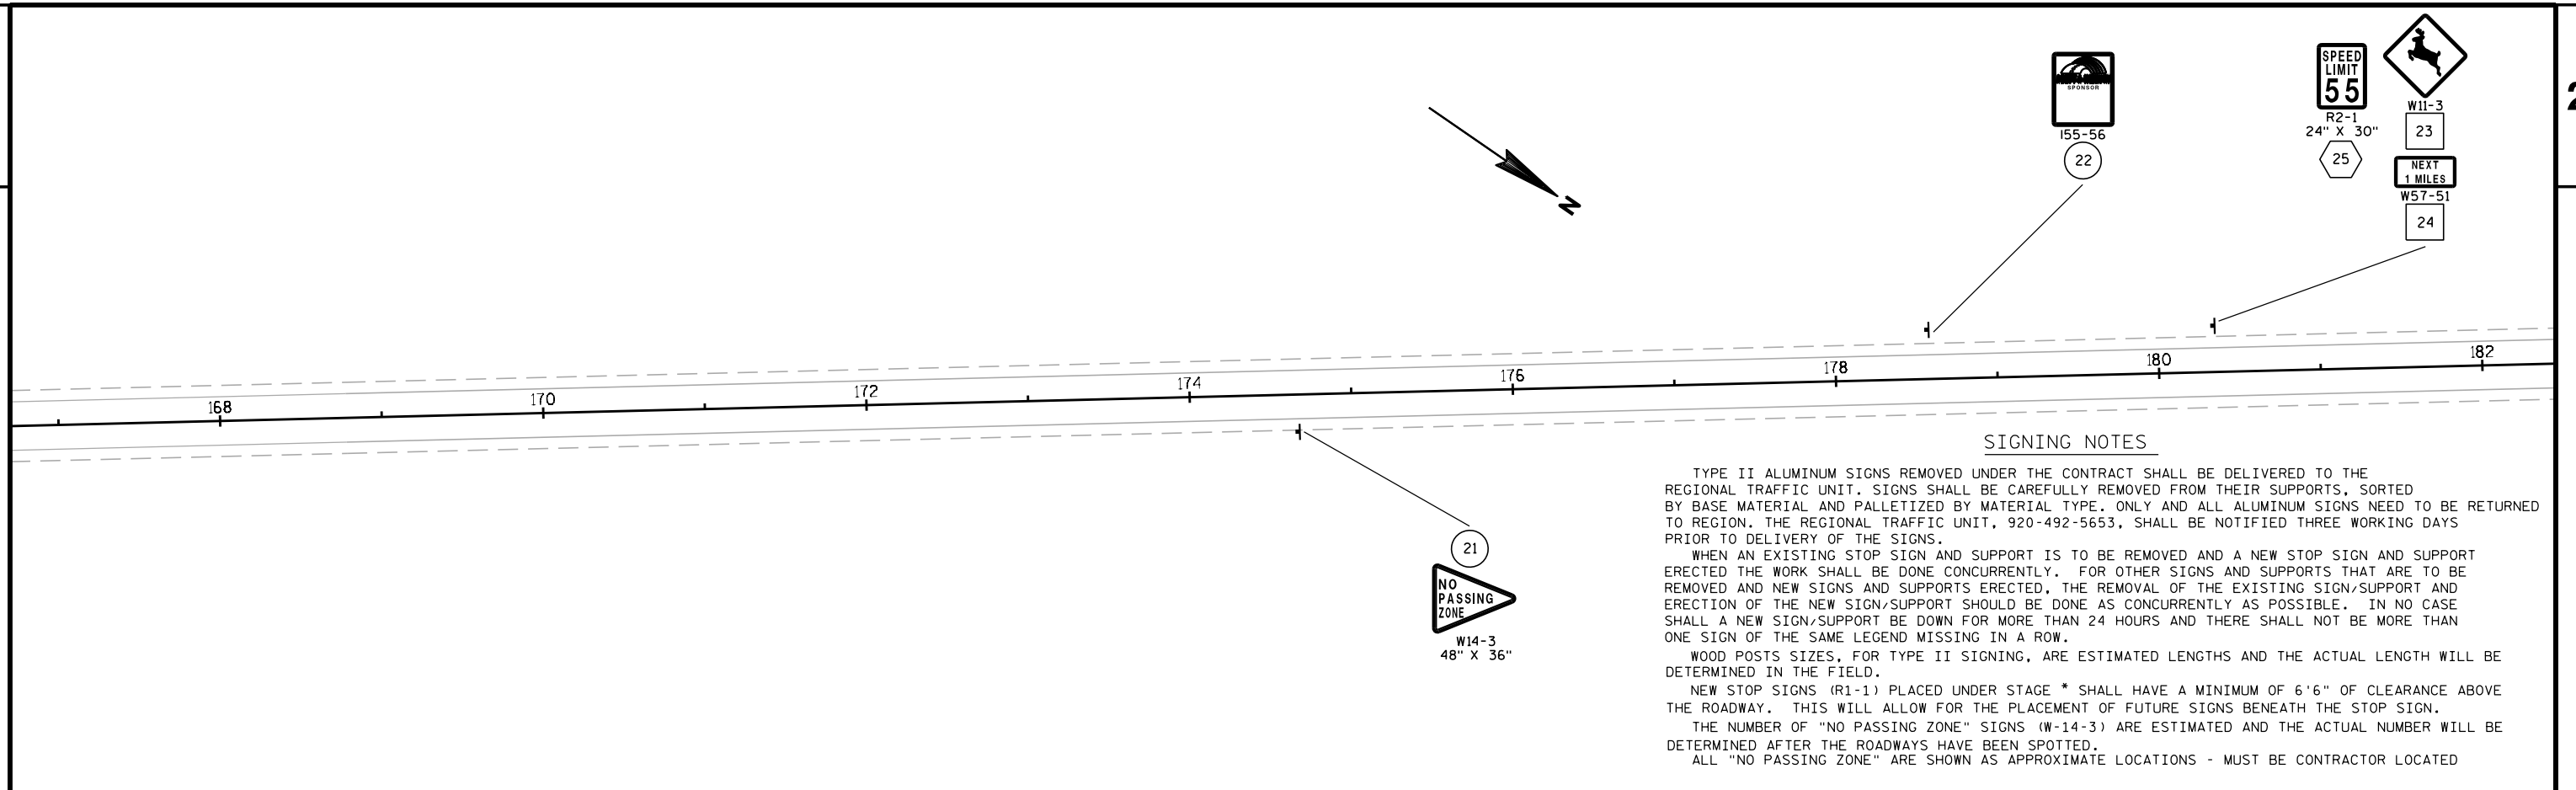 SPONSOR
I55-56
22
SPEED
LIMIT
55
R2-1
24" X 30"
25
W11-3
23
NEXT
1 MILES
W57-51
24
N
168
170
172
174
176
178
180
182
21
NO
PASSING
ZONE
W14-3
48" X 36"
SIGNING NOTES
TYPE II ALUMINUM SIGNS REMOVED UNDER THE CONTRACT SHALL BE DELIVERED TO THE
REGIONAL TRAFFIC UNIT. SIGNS SHALL BE CAREFULLY REMOVED FROM THEIR SUPPORTS, SORTED
BY BASE MATERIAL AND PALLETIZED BY MATERIAL TYPE. ONLY AND ALL ALUMINUM SIGNS NEED TO BE RETURNED
TO REGION. THE REGIONAL TRAFFIC UNIT, 920-492-5653, SHALL BE NOTIFIED THREE WORKING DAYS
PRIOR TO DELIVERY OF THE SIGNS.
WHEN AN EXISTING STOP SIGN AND SUPPORT IS TO BE REMOVED AND A NEW STOP SIGN AND SUPPORT
ERECTED THE WORK SHALL BE DONE CONCURRENTLY. FOR OTHER SIGNS AND SUPPORTS THAT ARE TO BE
REMOVED AND NEW SIGNS AND SUPPORTS ERECTED, THE REMOVAL OF THE EXISTING SIGN/SUPPORT AND
ERECTION OF THE NEW SIGN/SUPPORT SHOULD BE DONE AS CONCURRENTLY AS POSSIBLE. IN NO CASE
SHALL A NEW SIGN/SUPPORT BE DOWN FOR MORE THAN 24 HOURS AND THERE SHALL NOT BE MORE THAN
ONE SIGN OF THE SAME LEGEND MISSING IN A ROW.
WOOD POSTS SIZES, FOR TYPE II SIGNING, ARE ESTIMATED LENGTHS AND THE ACTUAL LENGTH WILL BE
DETERMINED IN THE FIELD.
NEW STOP SIGNS (R1-1) PLACED UNDER STAGE * SHALL HAVE A MINIMUM OF 6'6" OF CLEARANCE ABOVE
THE ROADWAY. THIS WILL ALLOW FOR THE PLACEMENT OF FUTURE SIGNS BENEATH THE STOP SIGN.
THE NUMBER OF "NO PASSING ZONE" SIGNS (W-14-3) ARE ESTIMATED AND THE ACTUAL NUMBER WILL BE
DETERMINED AFTER THE ROADWAYS HAVE BEEN SPOTTED.
ALL "NO PASSING ZONE" ARE SHOWN AS APPROXIMATE LOCATIONS - MUST BE CONTRACTOR LOCATED